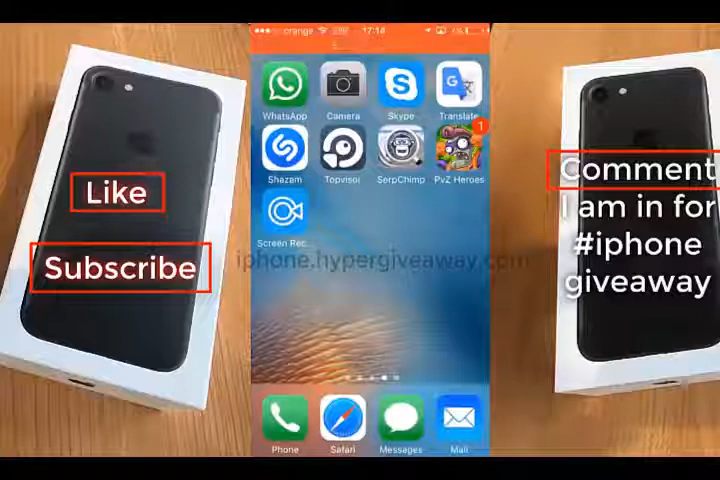 orange 17:14
WhatsApp Camera Skype Translate
1
Shazam Topvisor SerpChimp PvZ Heroes
Screen Rec...
iphone.hypergiveaway.com
Phone Safari Messages Mail
Like
Subscribe
Comment
I am in for
#iphone
giveaway